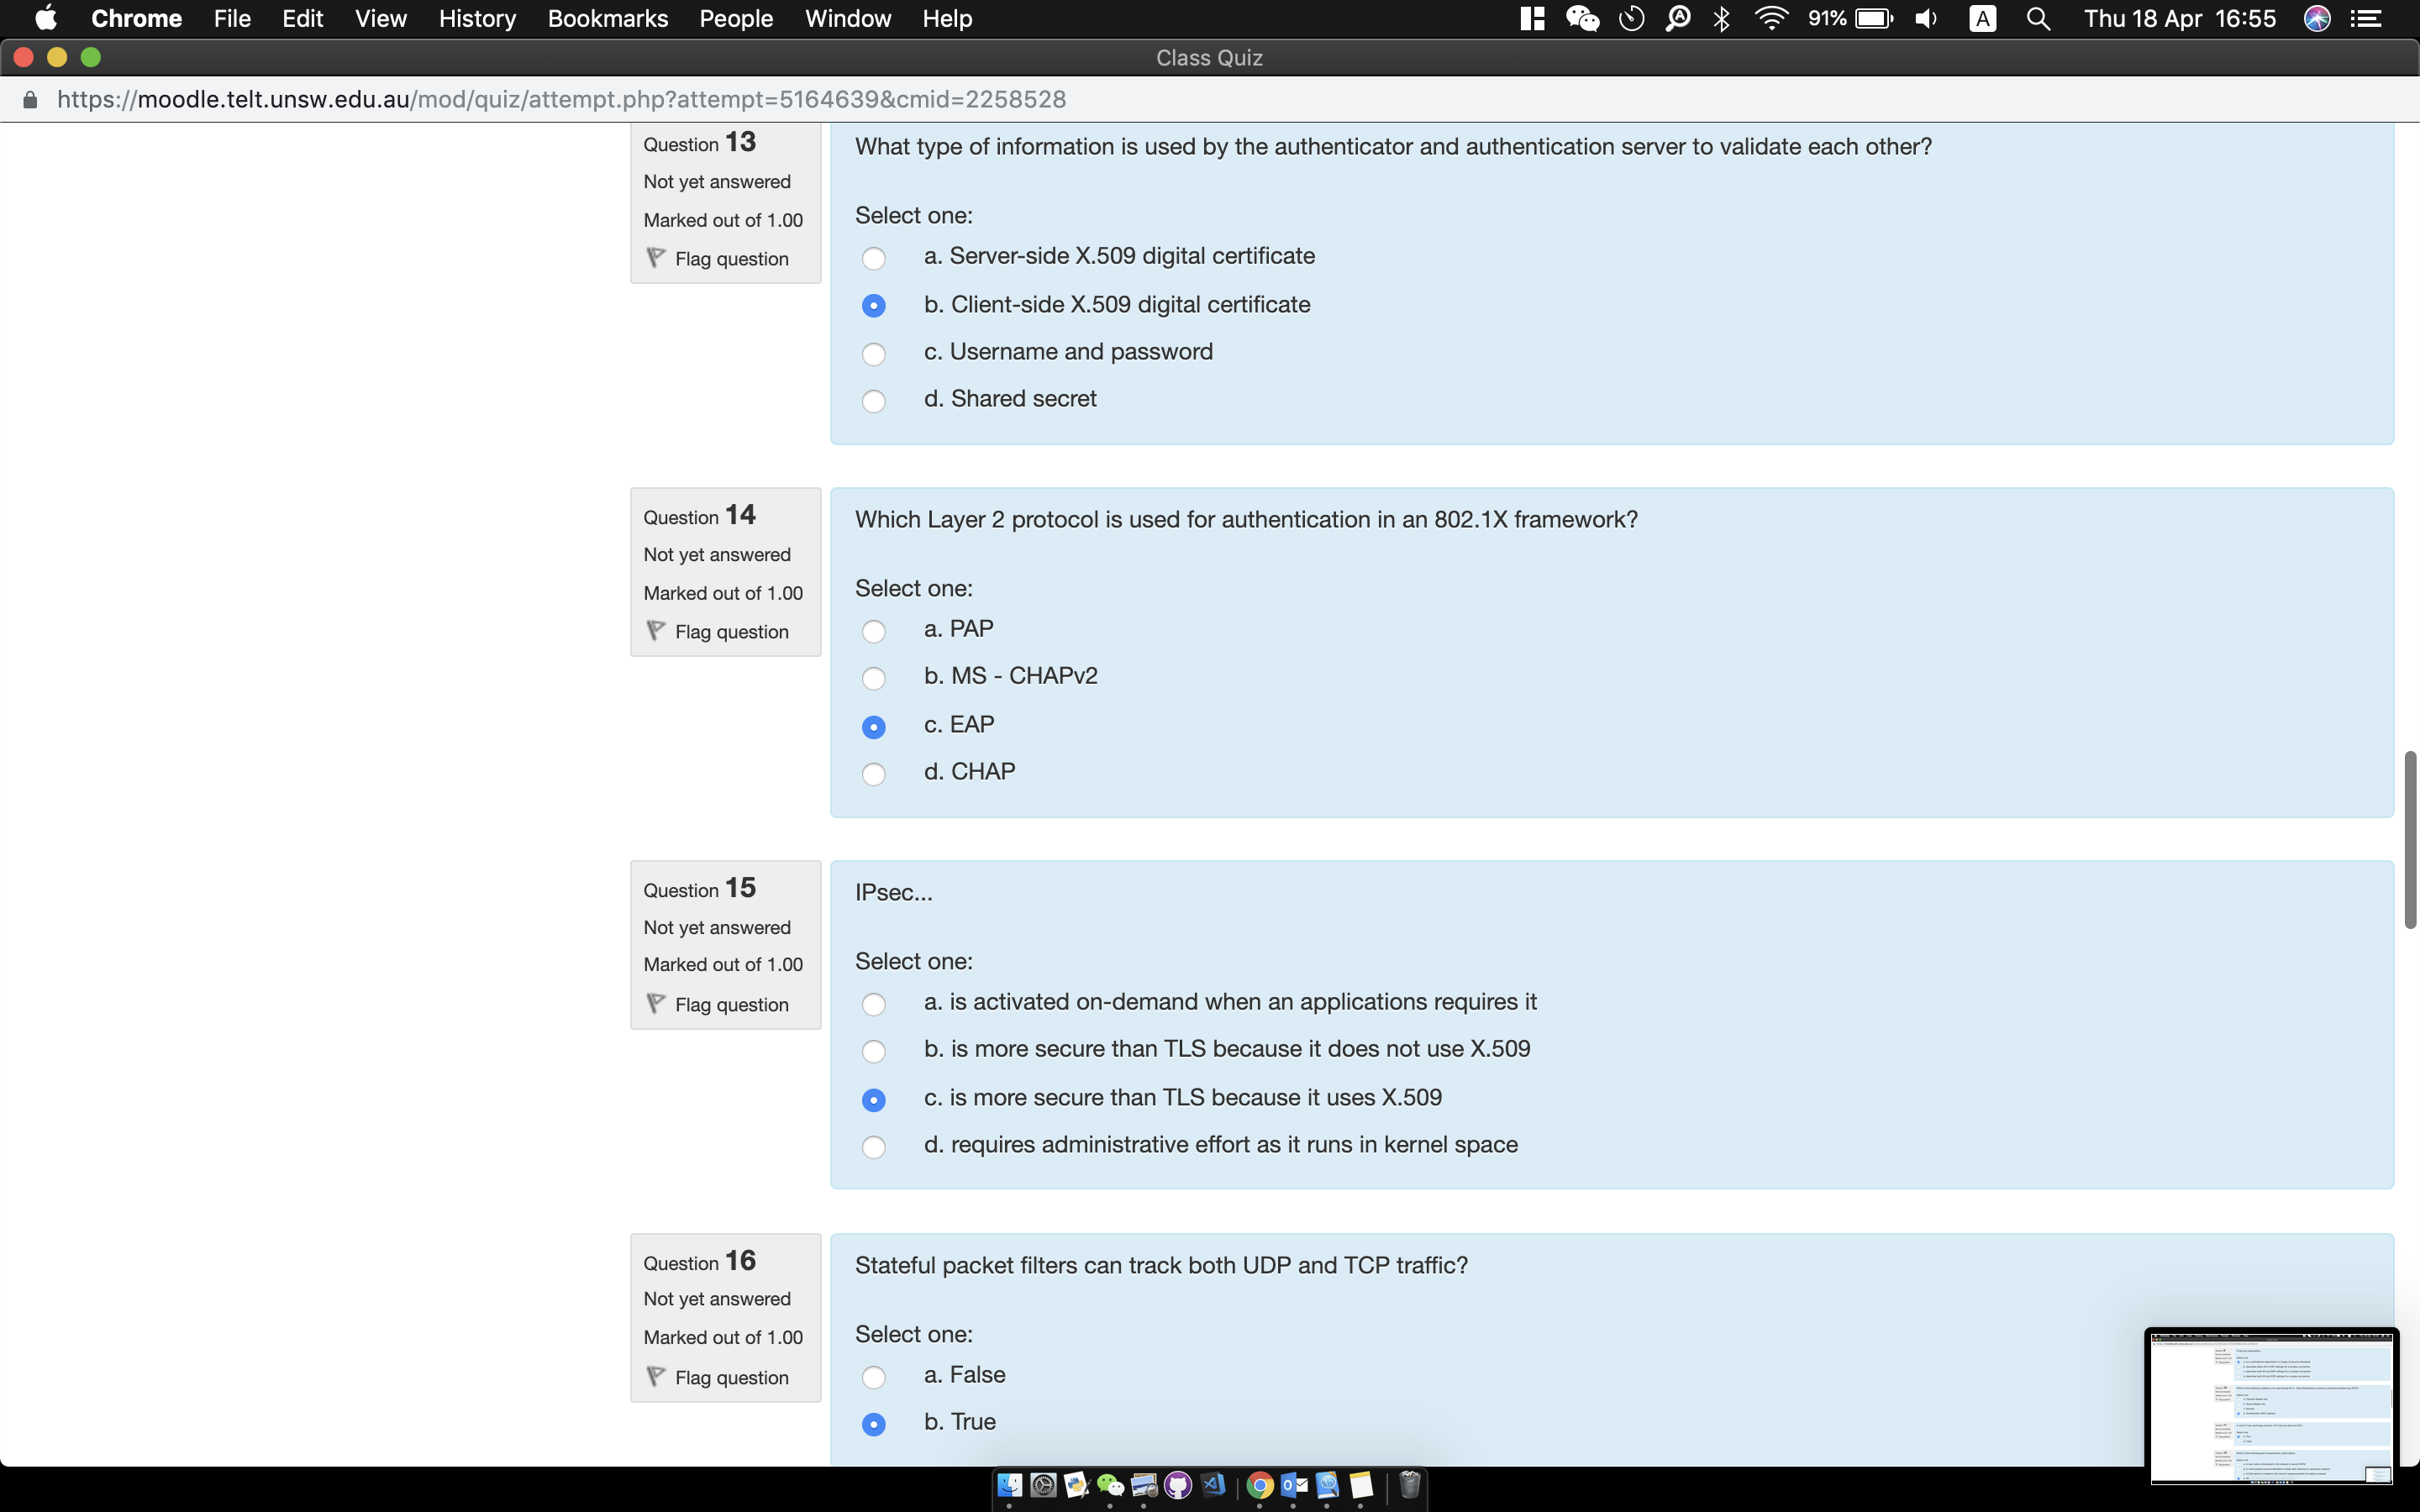 Chrome File Edit View History Bookmarks People Window Help 91% A Thu 18 Apr 16:55
Class Quiz
https://moodle.telt.unsw.edu.au/mod/quiz/attempt.php?attempt=5164639&cmid=2258528
Question 13
Not yet answered
Marked out of 1.00
Flag question
What type of information is used by the authenticator and authentication server to validate each other?
Select one:
a. Server-side X.509 digital certificate
b. Client-side X.509 digital certificate
c. Username and password
d. Shared secret
Question 14
Not yet answered
Marked out of 1.00
Flag question
Which Layer 2 protocol is used for authentication in an 802.1X framework?
Select one:
a. PAP
b. MS - CHAPv2
c. EAP
d. CHAP
Question 15
Not yet answered
Marked out of 1.00
Flag question
IPsec...
Select one:
a. is activated on-demand when an applications requires it
b. is more secure than TLS because it does not use X.509
c. is more secure than TLS because it uses X.509
d. requires administrative effort as it runs in kernel space
Question 16
Not yet answered
Marked out of 1.00
Flag question
Stateful packet filters can track both UDP and TCP traffic?
Select one:
a. False
b. True